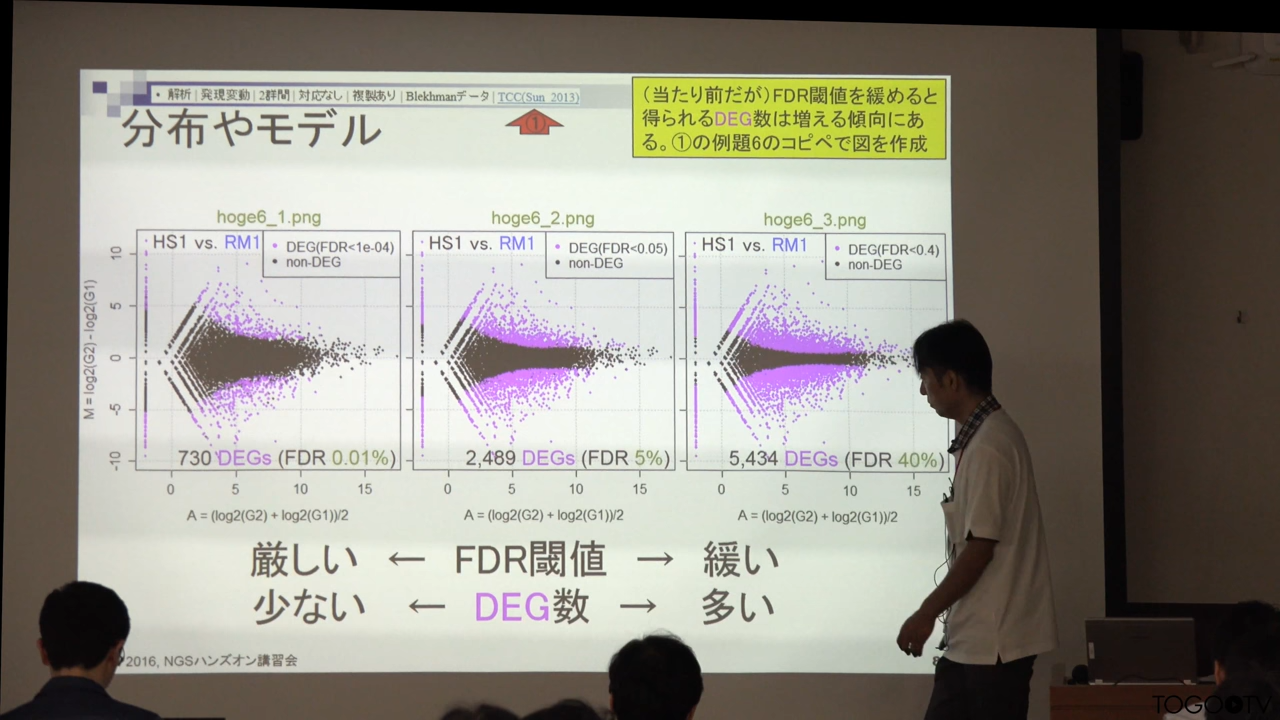 • 解析 | 発現変動 | 2群間 | 対応なし | 複製あり | Blekhmanデータ | TCC(Sun_2013)
分布やモデル
①
(当たり前だが)FDR閾値を緩めると
得られるDEG数は増える傾向にあ
る。①の例題6のコピペで図を作成
hoge6_1.png
hoge6_2.png
hoge6_3.png
HS1 vs. RM1
DEG(FDR<1e-04)
non-DEG
HS1 vs. RM1
DEG(FDR<0.05)
non-DEG
HS1 vs. RM1
DEG(FDR<0.4)
non-DEG
M = log2(G2) - log2(G1)
10
5
0
-5
-10
730 DEGs (FDR 0.01%)
2,489 DEGs (FDR 5%)
5,434 DEGs (FDR 40%)
0 5 10 15
0 5 10 15
0 5 10 15
A = (log2(G2) + log2(G1))/2
A = (log2(G2) + log2(G1))/2
A = (log2(G2) + log2(G1))/2
厳しい ← FDR閾値 → 緩い
少ない ← DEG数 → 多い
2016, NGSハンズオン講習会
TOGOTV